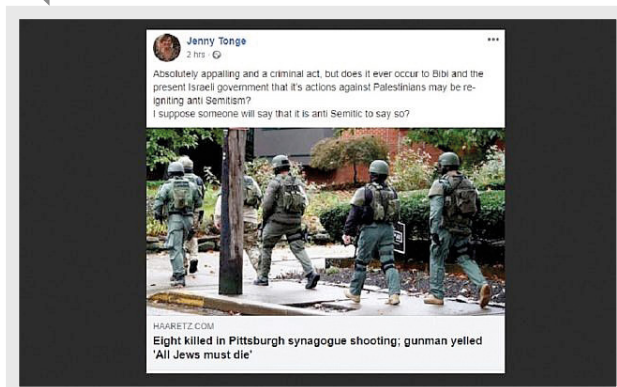 Jenny Tonge
2 hrs ·
Absolutely appalling and a criminal act, but does it ever occur to Bibi and the
present Israeli government that it's actions against Palestinians may be re-
igniting anti Semitism?
I suppose someone will say that it is anti Semitic to say so?
HAARETZ.COM
Eight killed in Pittsburgh synagogue shooting; gunman yelled
'All Jews must die'